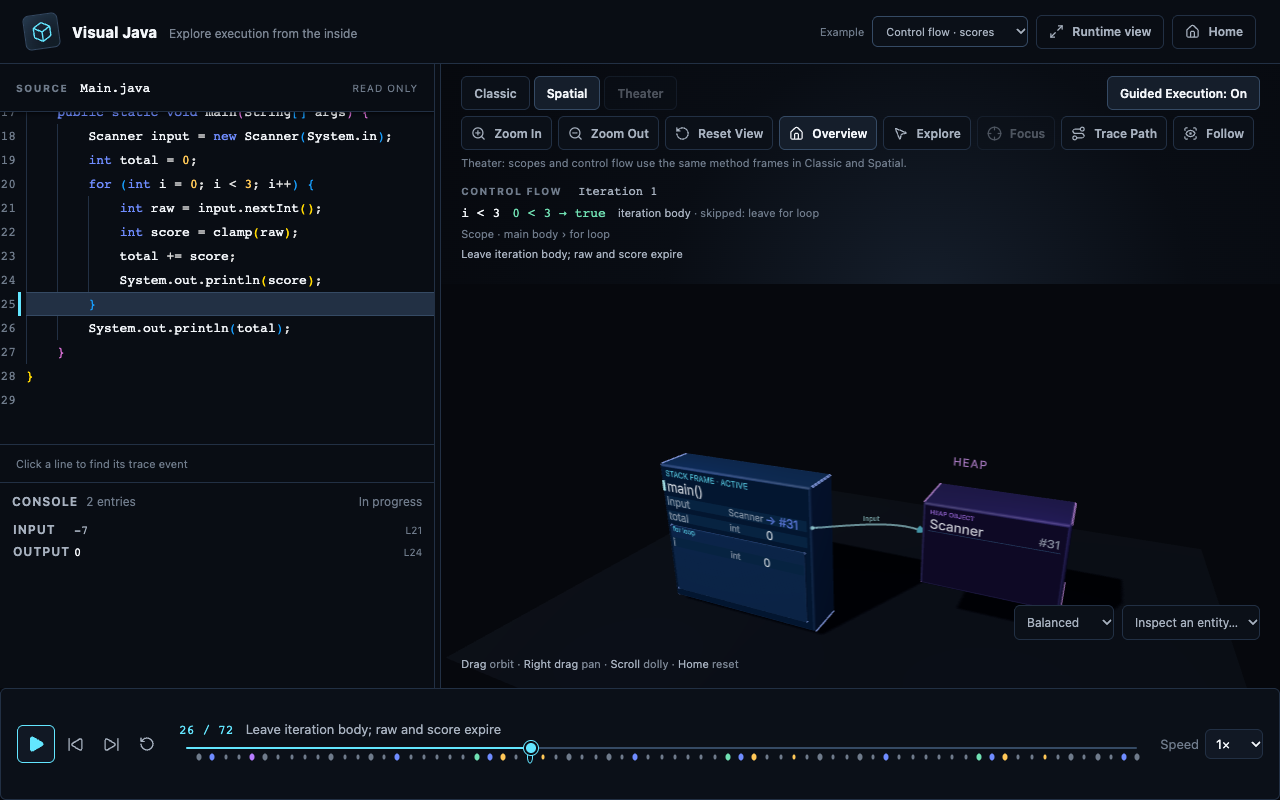 Visual Java Explore execution from the inside
Example Control flow · scores Runtime view Home
SOURCE Main.java READ ONLY
17 public static void main(String[] args) {
18 Scanner input = new Scanner(System.in);
19 int total = 0;
20 for (int i = 0; i < 3; i++) {
21 int raw = input.nextInt();
22 int score = clamp(raw);
23 total += score;
24 System.out.println(score);
25 }
26 System.out.println(total);
27 }
28 }
29
Click a line to find its trace event
CONSOLE 2 entries In progress
INPUT -7 L21
OUTPUT 0 L24
Classic Spatial Theater Guided Execution: On
Zoom In Zoom Out Reset View Overview Explore Focus Trace Path Follow
Theater: scopes and control flow use the same method frames in Classic and Spatial.
CONTROL FLOW Iteration 1
i < 3 0 < 3 → true iteration body · skipped: leave for loop
Scope · main body › for loop
Leave iteration body; raw and score expire
STACK FRAME · ACTIVE
main()
input Scanner → #31
total int 0
for loop
i int 0
input
HEAP
HEAP OBJECT
Scanner
#31
Balanced Inspect an entity...
Drag orbit · Right drag pan · Scroll dolly · Home reset
26 / 72 Leave iteration body; raw and score expire
Speed 1×